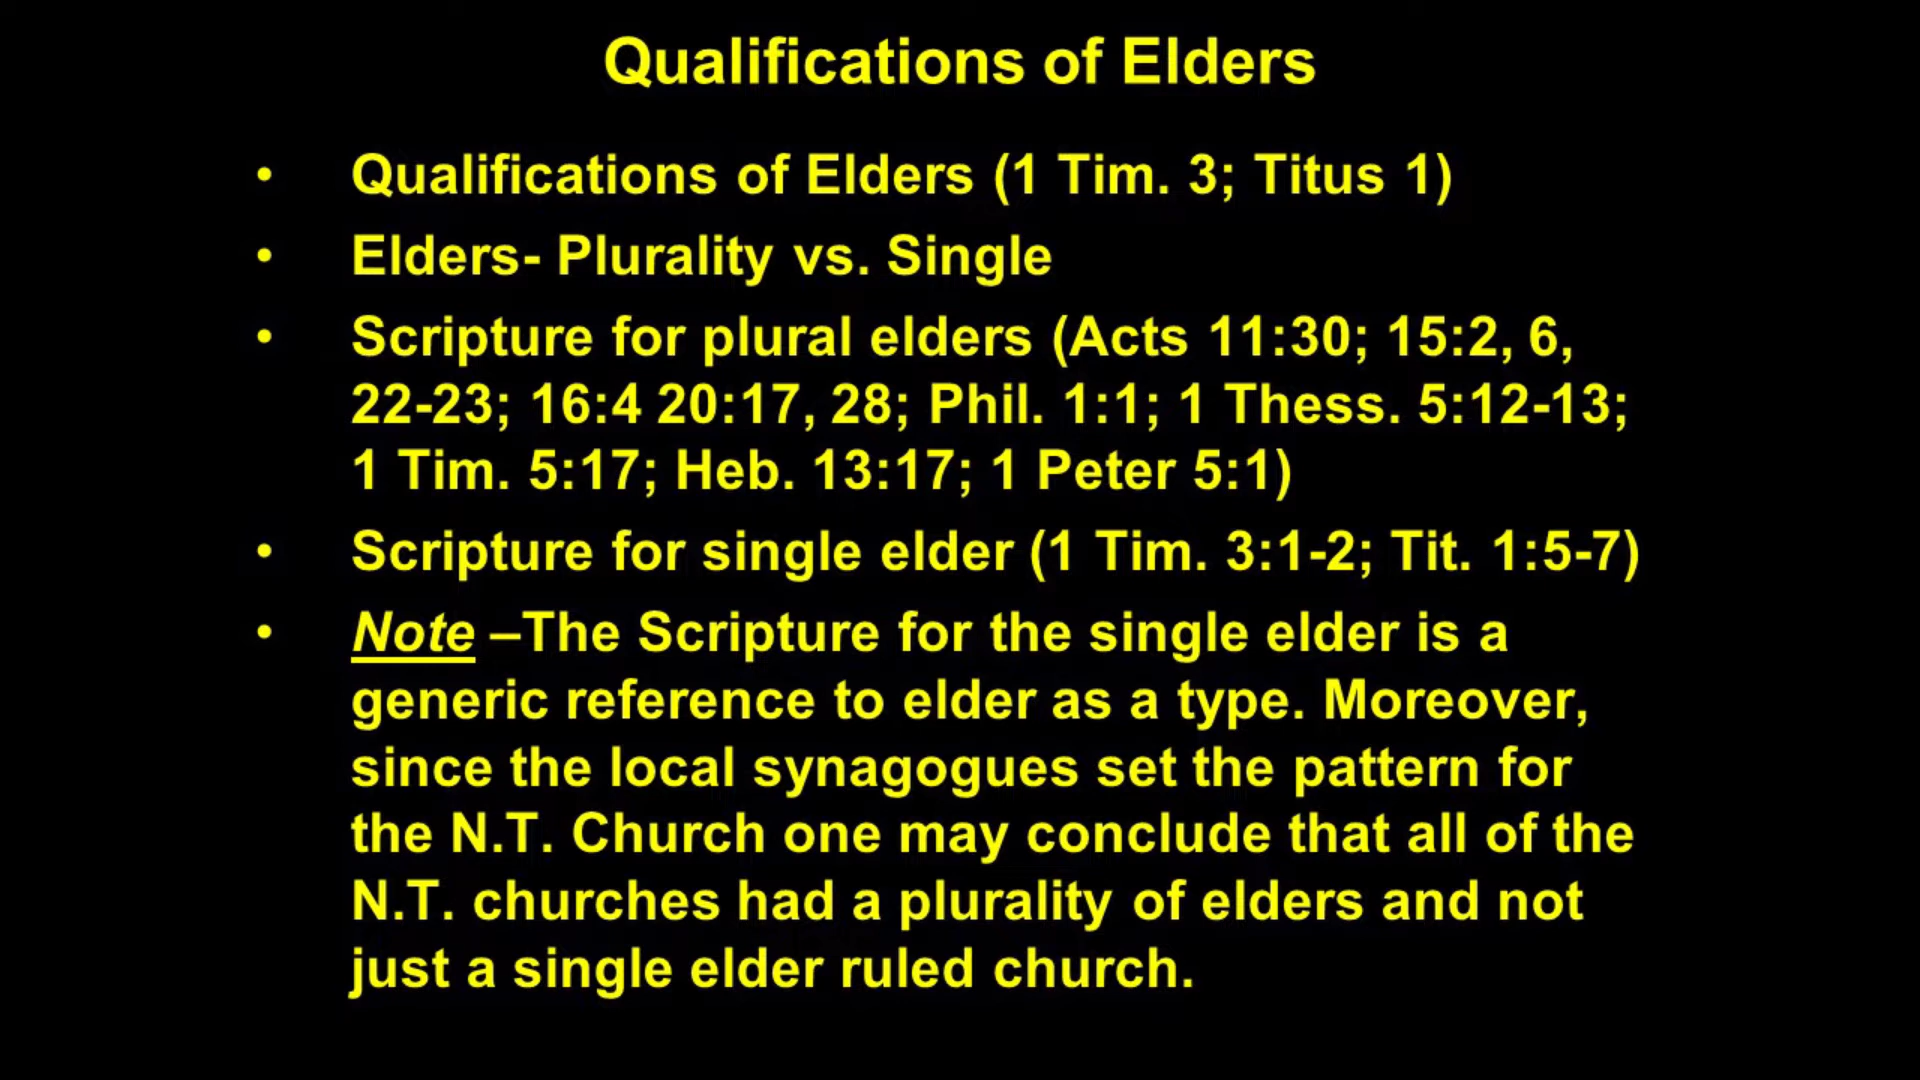 Qualifications of Elders
• Qualifications of Elders (1 Tim. 3; Titus 1)
• Elders- Plurality vs. Single
• Scripture for plural elders (Acts 11:30; 15:2, 6,
22-23; 16:4 20:17, 28; Phil. 1:1; 1 Thess. 5:12-13;
1 Tim. 5:17; Heb. 13:17; 1 Peter 5:1)
• Scripture for single elder (1 Tim. 3:1-2; Tit. 1:5-7)
• Note –The Scripture for the single elder is a
generic reference to elder as a type. Moreover,
since the local synagogues set the pattern for
the N.T. Church one may conclude that all of the
N.T. churches had a plurality of elders and not
just a single elder ruled church.